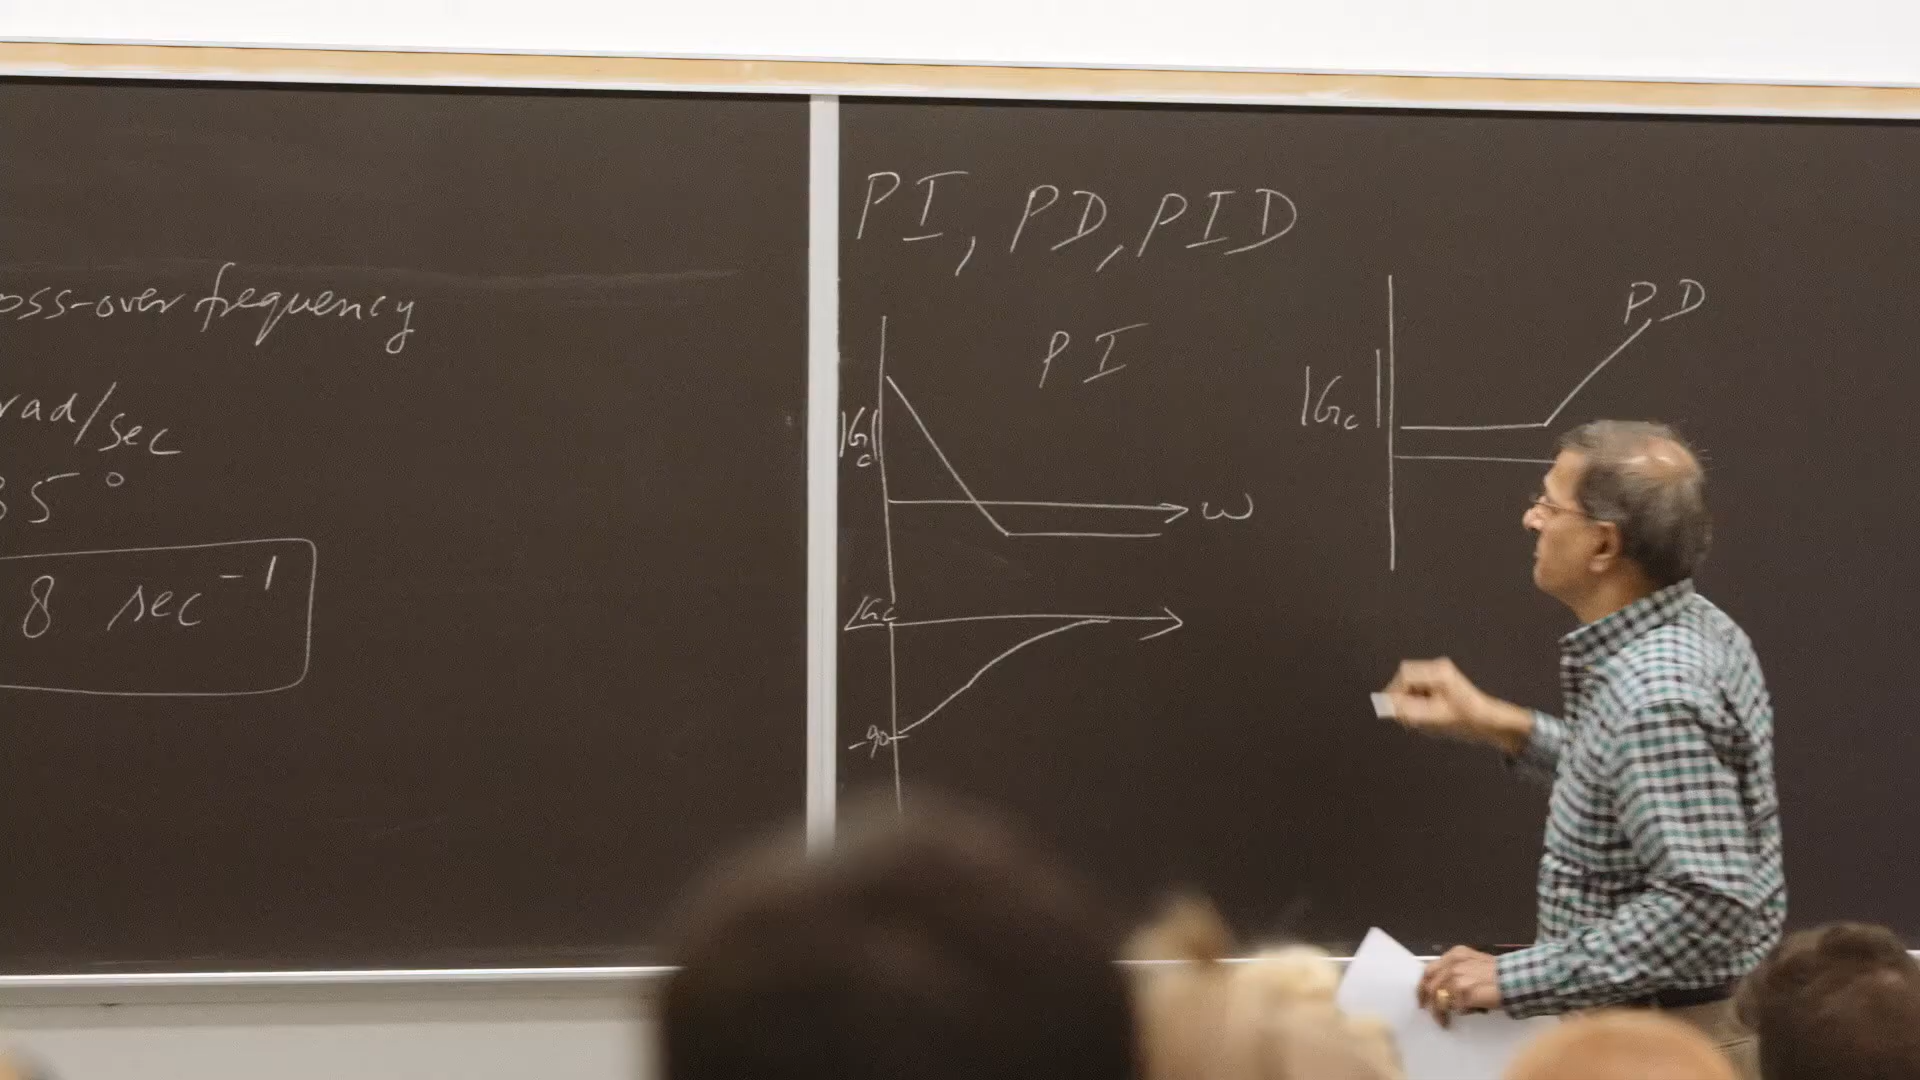 oss-over frequency
rad/sec
35°
8 sec⁻¹
PI, PD, PID
PI
|Gc|
ω
∠Gc
-90
PD
|Gc|